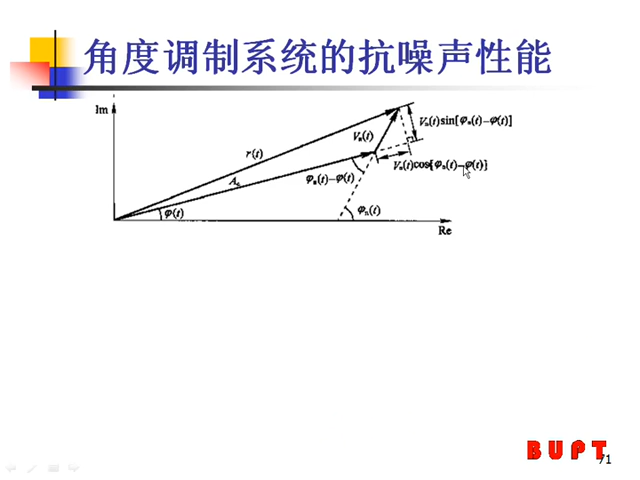 角度调制系统的抗噪声性能
Im
Vₙ(t)sin[φₙ(t)−φ(t)]
Vₙ(t)
r(t)
Vₙ(t)cos[φₙ(t)−φ(t)]
φₙ(t)−φ(t)
A꜀
φ(t)
φₙ(t)
Re
BUPT
71